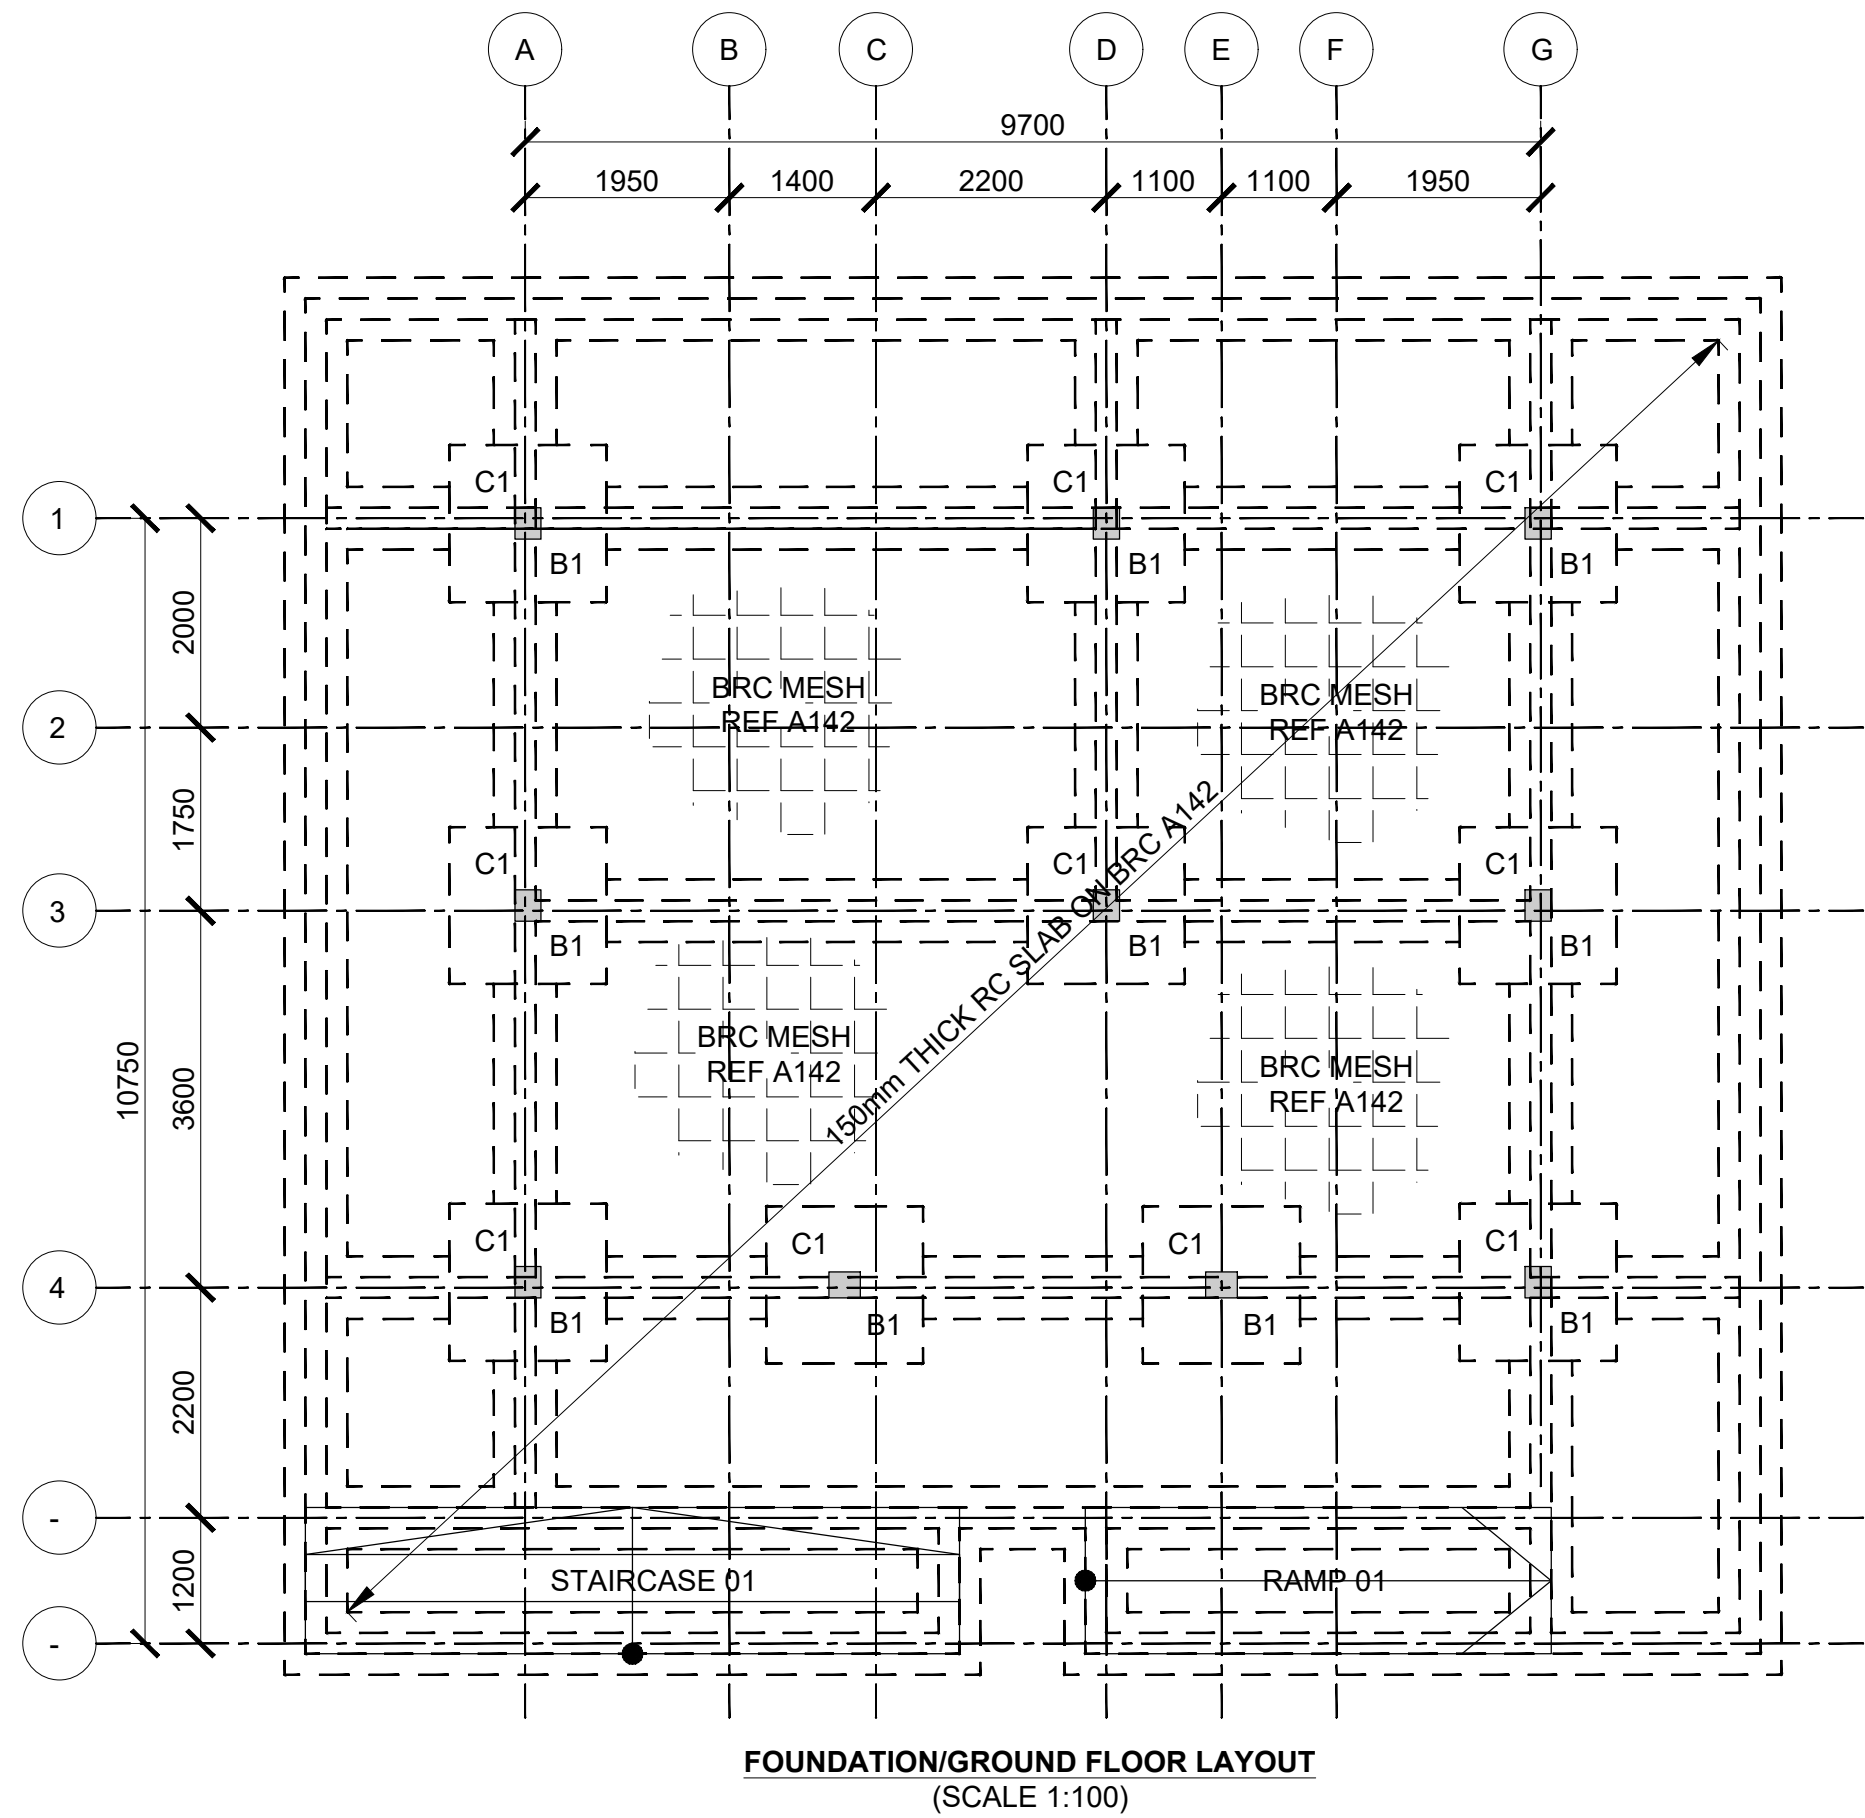 A
B
C
D
E
F
G
9700
1950
1400
2200
1100
1100
1950
C1
C1
C1
1
B1
B1
B1
2000
BRC MESH
REF A142
BRC MESH
REF A142
2
1750
150mm THICK RC SLAB ON BRC A142
C1
C1
C1
3
B1
B1
B1
10750
3600
BRC MESH
REF A142
BRC MESH
REF A142
C1
C1
C1
C1
4
B1
B1
B1
B1
2200
-
1200
STAIRCASE 01
RAMP 01
-
FOUNDATION/GROUND FLOOR LAYOUT
(SCALE 1:100)